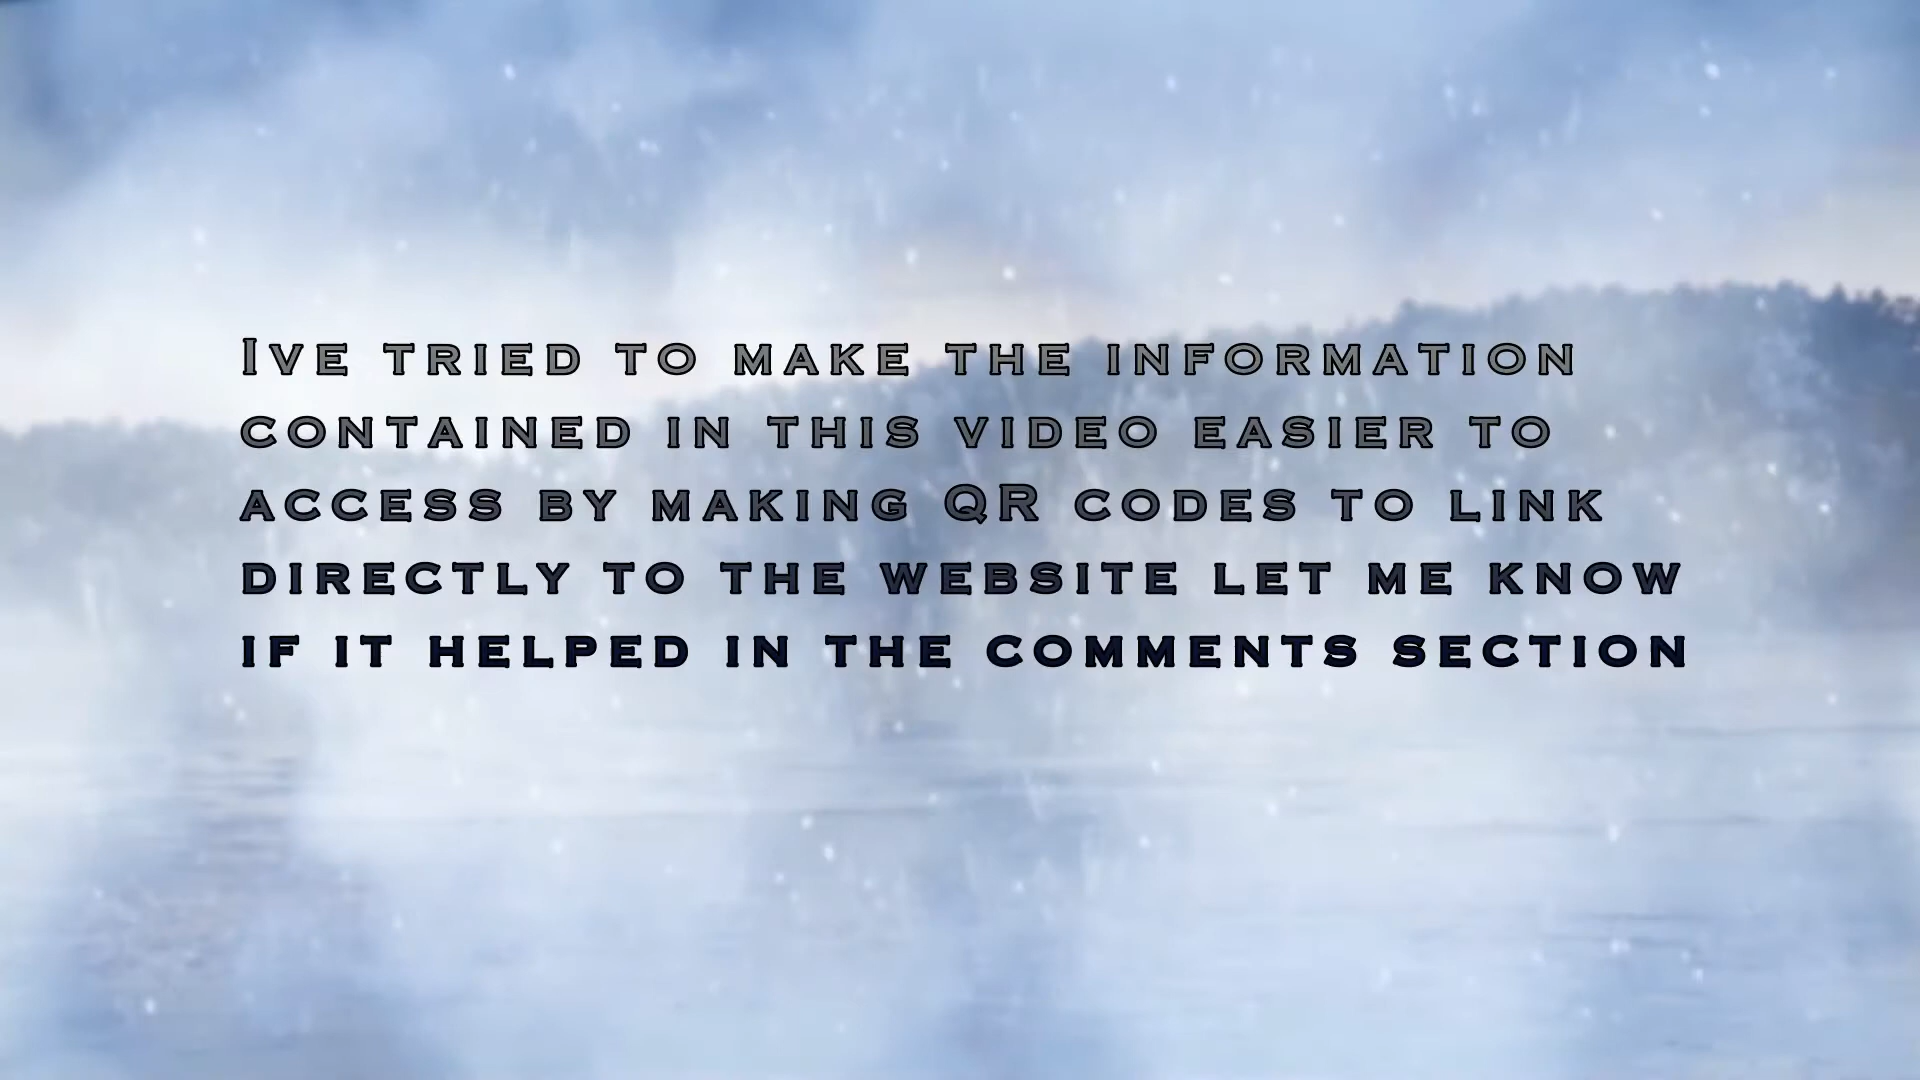 Ive tried to make the information
contained in this video easier to
access by making QR codes to link
directly to the website let me know
if it helped in the comments section